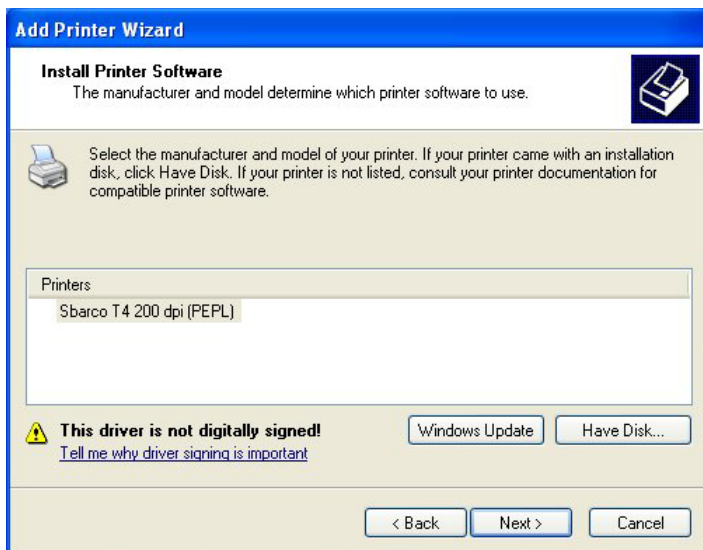 Add Printer Wizard
Install Printer Software
The manufacturer and model determine which printer software to use.
Select the manufacturer and model of your printer. If your printer came with an installation
disk, click Have Disk. If your printer is not listed, consult your printer documentation for
compatible printer software.
Printers
Sbarco T4 200 dpi (PEPL)
This driver is not digitally signed!
Tell me why driver signing is important
Windows Update
Have Disk...
< Back
Next >
Cancel